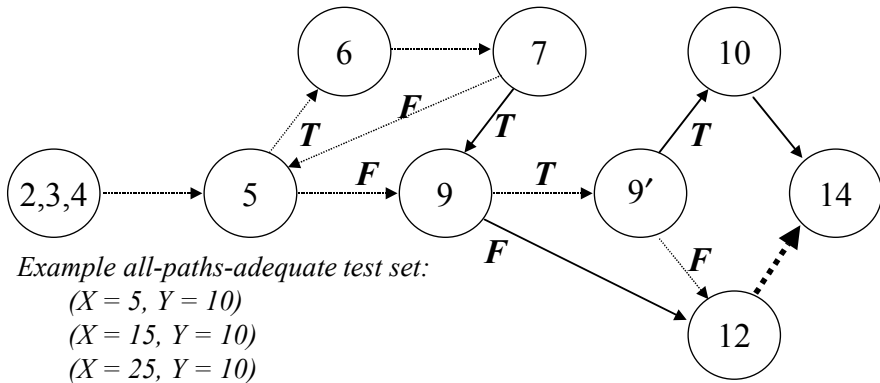 6
7
10
F
T
T
T
2,3,4
5
F
9
T
9′
14
F
F
Example all-paths-adequate test set:
(X = 5, Y = 10)
12
(X = 15, Y = 10)
(X = 25, Y = 10)